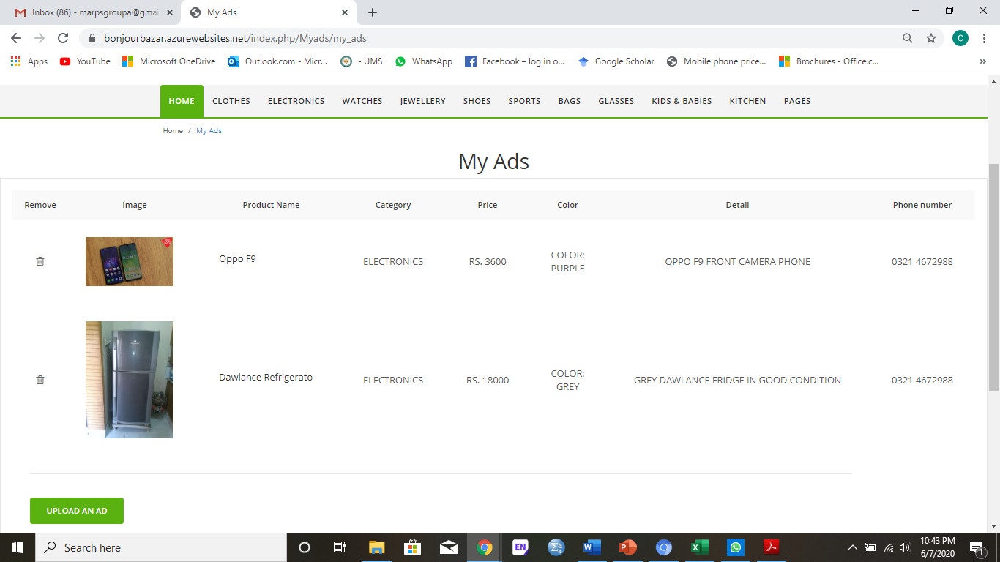 Inbox (86) - marpsgroupa@gmai
My Ads
bonjourbazar.azurewebsites.net/index.php/Myads/my_ads
C
Apps YouTube Microsoft OneDrive Outlook.com - Micr... - UMS WhatsApp Facebook – log in o... Google Scholar Mobile phone price... Brochures - Office.c... »
HOME CLOTHES ELECTRONICS WATCHES JEWELLERY SHOES SPORTS BAGS GLASSES KIDS & BABIES KITCHEN PAGES
Home / My Ads
My Ads
Remove Image Product Name Category Price Color Detail Phone number
Oppo F9 ELECTRONICS RS. 3600 COLOR: PURPLE OPPO F9 FRONT CAMERA PHONE 0321 4672988
Dawlance Refrigerato ELECTRONICS RS. 18000 COLOR: GREY GREY DAWLANCE FRIDGE IN GOOD CONDITION 0321 4672988
UPLOAD AN AD
Search here
EN
10:43 PM
6/7/2020
1